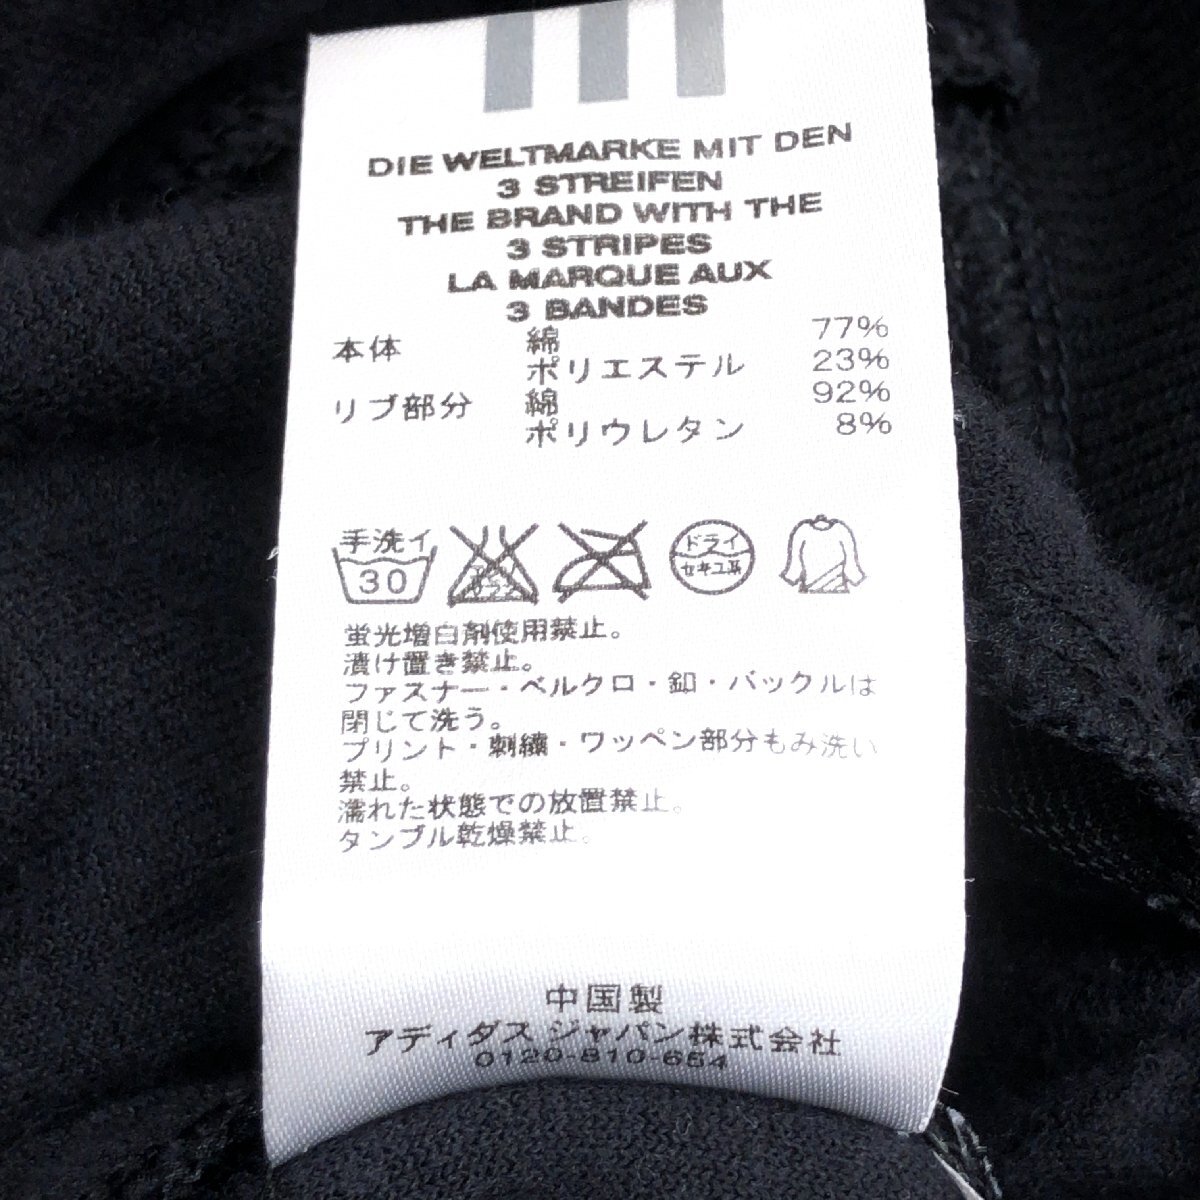 DIE WELTMARKE MIT DEN
3 STREIFEN
THE BRAND WITH THE
3 STRIPES
LA MARQUE AUX
3 BANDES
本体 綿 77%
ポリエステル 23%
リブ部分 綿 92%
ポリウレタン 8%
手洗イ
30
ドライ
セキユ系
蛍光増白剤使用禁止。
漬け置き禁止。
ファスナー・ベルクロ・釦・バックルは
閉じて洗う。
プリント・刺繍・ワッペン部分もみ洗い
禁止。
濡れた状態での放置禁止。
タンブル乾燥禁止。
中国製
アディダス ジャパン株式会社
0120-810-654